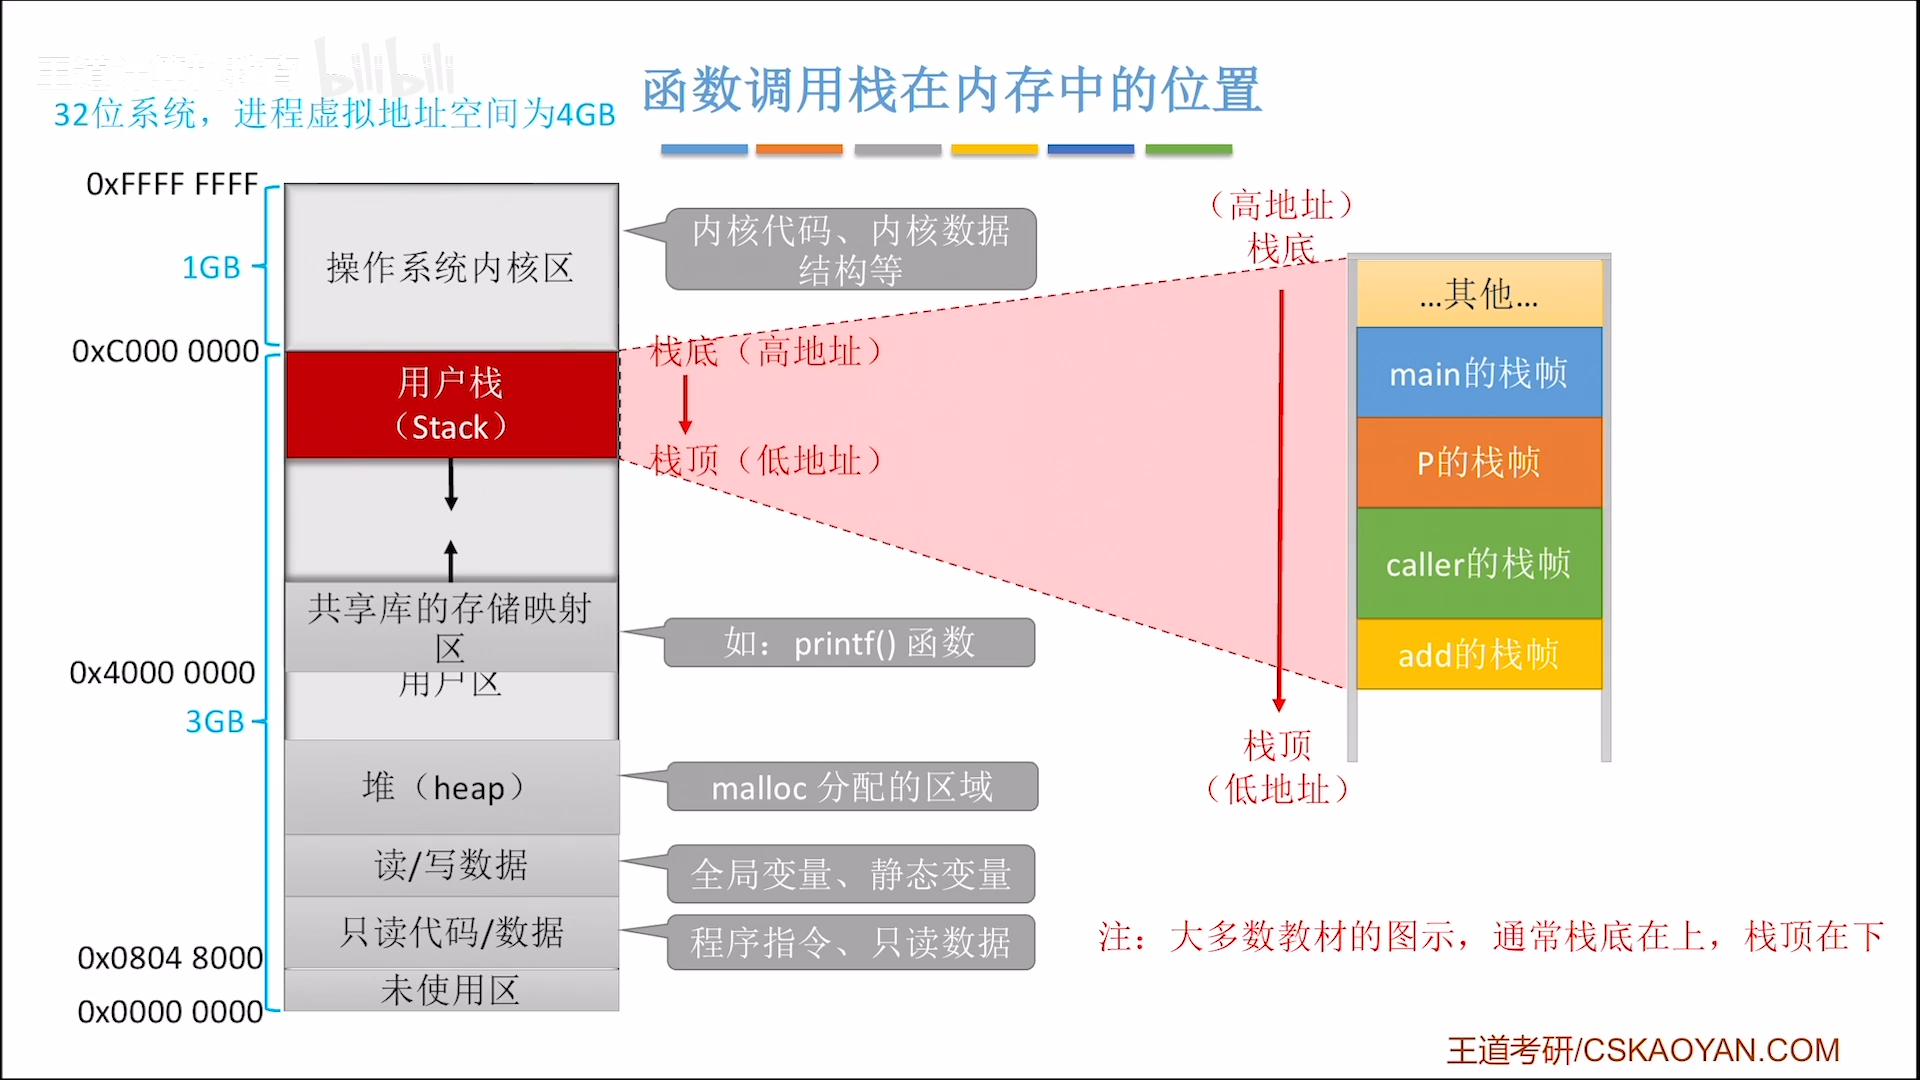 bilibili
函数调用栈在内存中的位置
32位系统，进程虚拟地址空间为4GB
0xFFFF FFFF
1GB
操作系统内核区
内核代码、内核数据
结构等
0xC000 0000
用户栈
（Stack）
栈底（高地址）
栈顶（低地址）
共享库的存储映射
区
如：printf() 函数
0x4000 0000
用户区
3GB
堆（heap）
malloc 分配的区域
读/写数据
全局变量、静态变量
只读代码/数据
程序指令、只读数据
0x0804 8000
未使用区
0x0000 0000
（高地址）
栈底
...其他...
main的栈帧
P的栈帧
caller的栈帧
add的栈帧
栈顶
（低地址）
注：大多数教材的图示，通常栈底在上，栈顶在下
王道考研/CSKAOYAN.COM